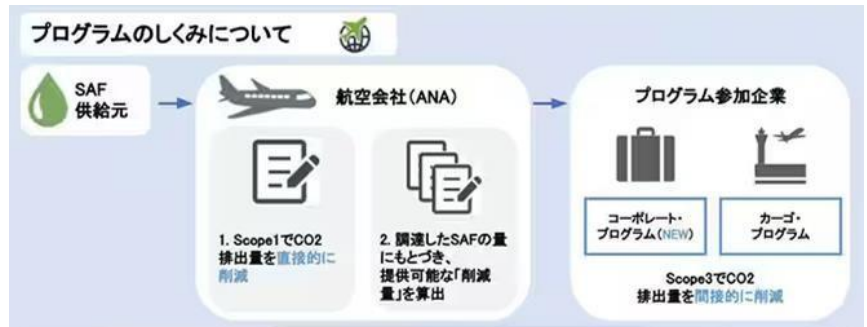 プログラムのしくみについて
SAF
供給元
航空会社(ANA)
1. Scope1でCO2
排出量を直接的に
削減
2. 調達したSAFの量
にもとづき、
提供可能な「削減
量」を算出
プログラム参加企業
コーポレート・
プログラム(NEW)
カーゴ・
プログラム
Scope3でCO2
排出量を間接的に削減